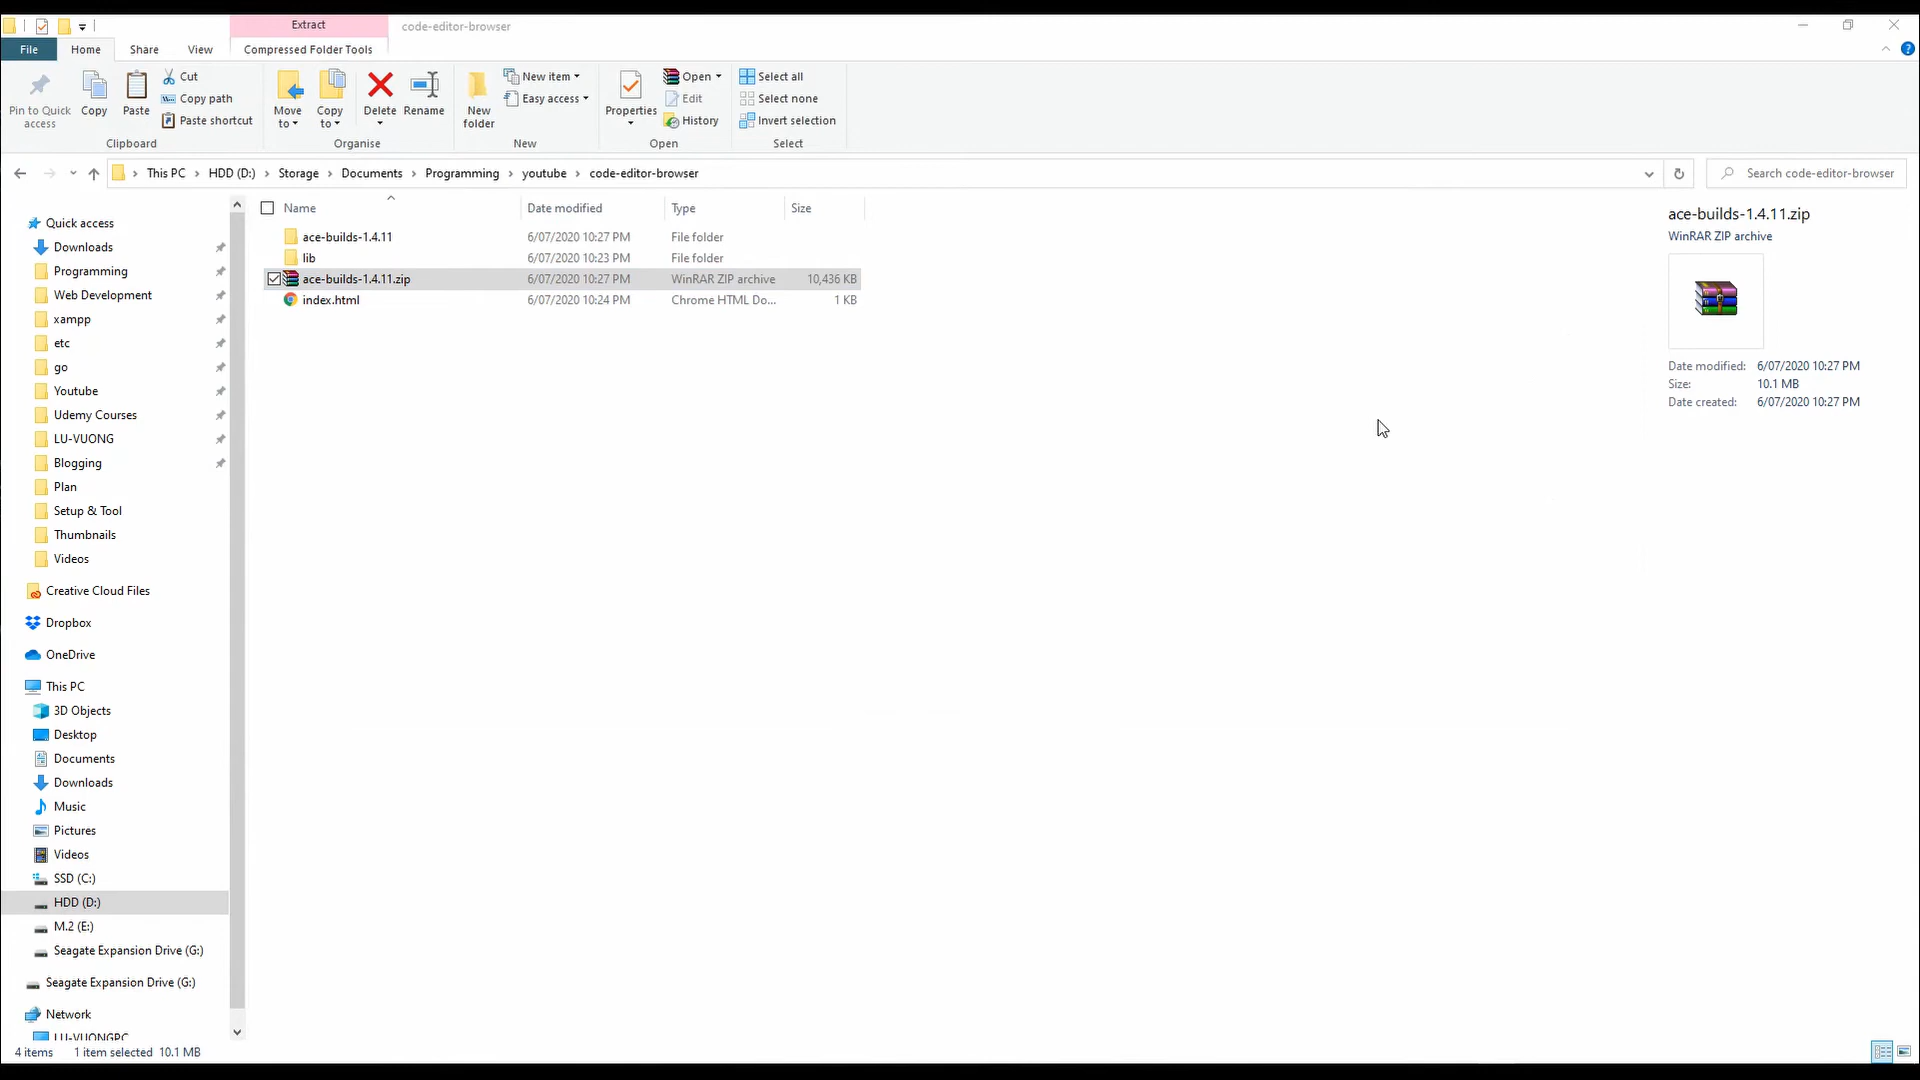 Extract
code-editor-browser
File
Home
Share
View
Compressed Folder Tools
?
Pin to Quick access
Copy
Paste
Cut
Copy path
Paste shortcut
Clipboard
Move to
Copy to
Delete
Rename
Organise
New folder
New item
Easy access
New
Properties
Open
Edit
History
Open
Select all
Select none
Invert selection
Select
This PC > HDD (D:) > Storage > Documents > Programming > youtube > code-editor-browser
Search code-editor-browser
Quick access
Downloads
Programming
Web Development
xampp
etc
go
Youtube
Udemy Courses
LU-VUONG
Blogging
Plan
Setup & Tool
Thumbnails
Videos
Creative Cloud Files
Dropbox
OneDrive
This PC
3D Objects
Desktop
Documents
Downloads
Music
Pictures
Videos
SSD (C:)
HDD (D:)
M.2 (E:)
Seagate Expansion Drive (G:)
Seagate Expansion Drive (G:)
Network
LU-VUONGPC
Name Date modified Type Size
ace-builds-1.4.11 6/07/2020 10:27 PM File folder
lib 6/07/2020 10:23 PM File folder
ace-builds-1.4.11.zip 6/07/2020 10:27 PM WinRAR ZIP archive 10,436 KB
index.html 6/07/2020 10:24 PM Chrome HTML Do... 1 KB
ace-builds-1.4.11.zip
WinRAR ZIP archive
Date modified: 6/07/2020 10:27 PM
Size: 10.1 MB
Date created: 6/07/2020 10:27 PM
4 items 1 item selected 10.1 MB